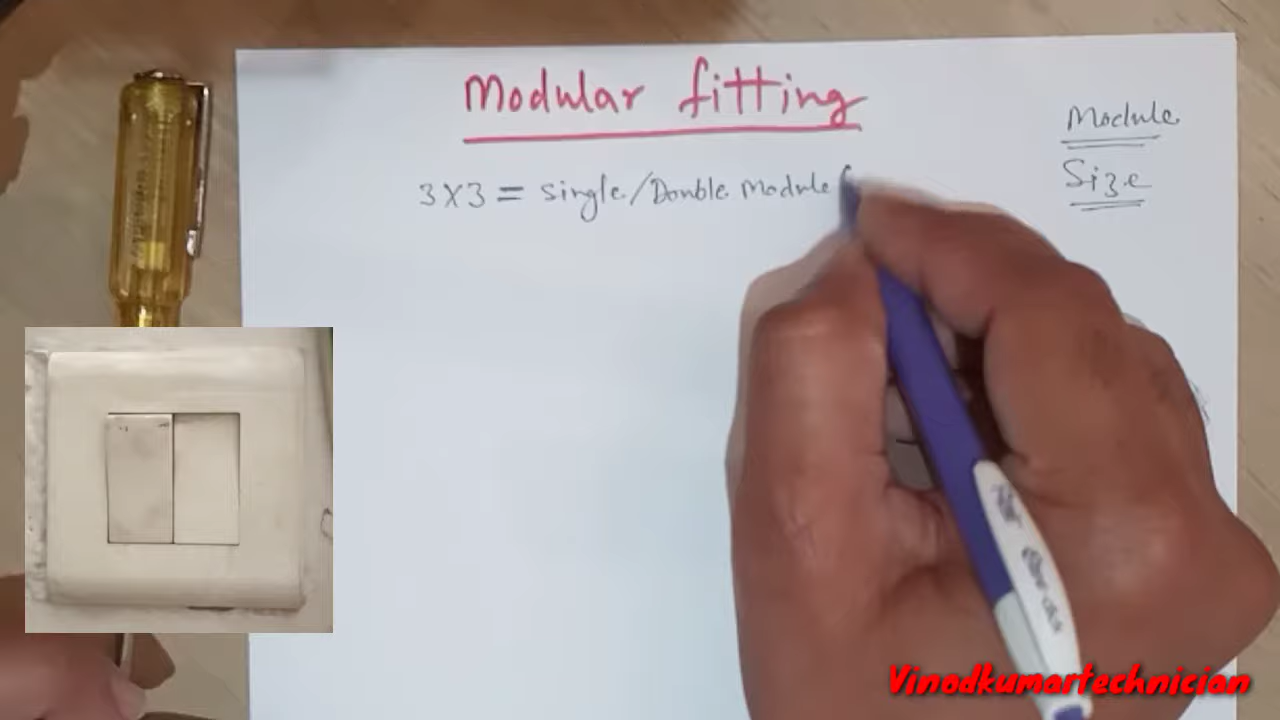 Modular fitting
Module
Size
3X3 = Single/Double Module
Vinodkumartechnician